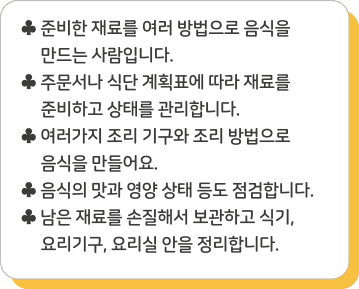 ♣ 준비한 재료를 여러 방법으로 음식을
만드는 사람입니다.
♣ 주문서나 식단 계획표에 따라 재료를
준비하고 상태를 관리합니다.
♣ 여러가지 조리 기구와 조리 방법으로
음식을 만들어요.
♣ 음식의 맛과 영양 상태 등도 점검합니다.
♣ 남은 재료를 손질해서 보관하고 식기,
요리기구, 요리실 안을 정리합니다.